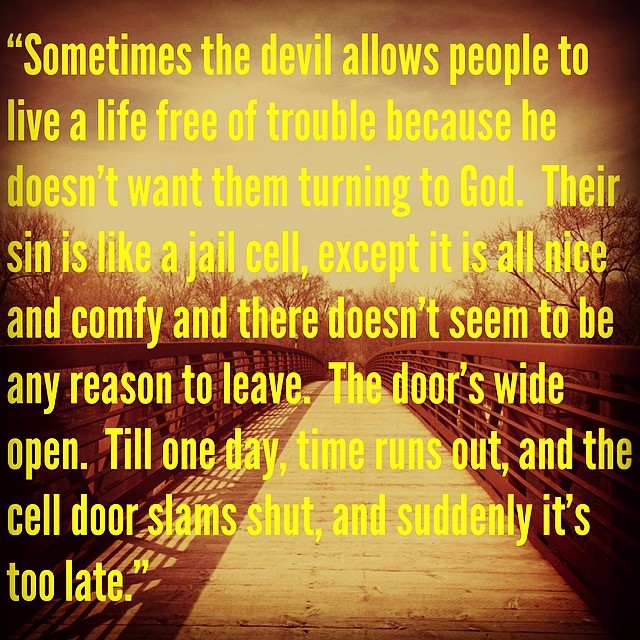 “Sometimes the devil allows people to
live a life free of trouble because he
doesn’t want them turning to God.  Their
sin is like a jail cell, except it is all nice
and comfy and there doesn’t seem to be
any reason to leave.  The door’s wide
open.  Till one day, time runs out, and the
cell door slams shut, and suddenly it’s
too late.”